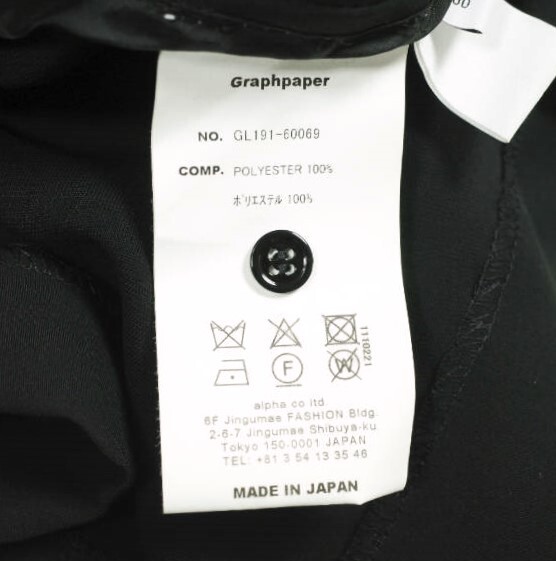 Graphpaper
NO. GL191-60069
COMP. POLYESTER 100%
ポリエステル 100%
F
W
1110221
alpha co ltd.
6F Jingumae FASHION Bldg.
2-6-7 Jingumae Shibuya-ku.
Tokyo 150-0001 JAPAN
TEL: +81 3 54 13 35 46
MADE IN JAPAN